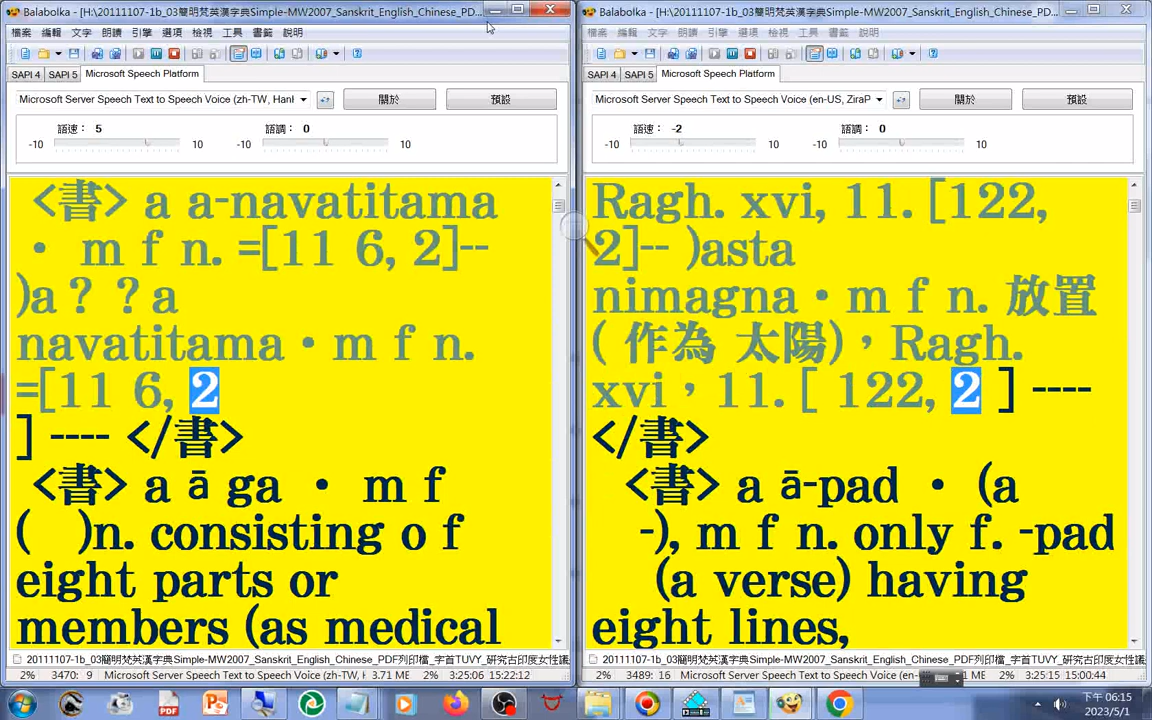 Balabolka - [H:\20111107-1b_03簡明梵英漢字典Simple-MW2007_Sanskrit_English_Chinese_PD...
檔案 編輯 文字 朗讀 引擎 選項 檢視 工具 書籤 說明
SAPI 4 SAPI 5 Microsoft Speech Platform
Microsoft Server Speech Text to Speech Voice (zh-TW, Hanl 關於 預設
語速： 5 語調： 0
-10 10 -10 10
<書> a a-navatitama
• m f n. =[11 6, 2]--
)a？？a
navatitama•m f n.
=[11 6, 2
] ---- </書>
<書> a ā ga • m f
( )n. consisting o f
eight parts or
members (as medical
20111107-1b_03簡明梵英漢字典Simple-MW2007_Sanskrit_English_Chinese_PDF列印檔_字首TUVY_研究古印度女性議
2% 3470: 9 Microsoft Server Speech Text to Speech Voice (zh-TW, H 3.71 MB 2% 3:25:06 15:22:12
Balabolka - [H:\20111107-1b_03簡明梵英漢字典Simple-MW2007_Sanskrit_English_Chinese_PD...
檔案 編輯 文字 朗讀 引擎 選項 檢視 工具 書籤 說明
SAPI 4 SAPI 5 Microsoft Speech Platform
Microsoft Server Speech Text to Speech Voice (en-US, ZiraP 關於 預設
語速： -2 語調： 0
-10 10 -10 10
Ragh. xvi, 11. [122,
2]-- )asta
nimagna•m f n. 放置
( 作為 太陽)，Ragh.
xvi，11. [ 122, 2 ] ----
</書>
<書> a ā-pad • (a
-), m f n. only f. -pad
(a verse) having
eight lines,
20111107-1b_03簡明梵英漢字典Simple-MW2007_Sanskrit_English_Chinese_PDF列印檔_字首TUVY_研究古印度女性議
2% 3489: 16 Microsoft Server Speech Text to Speech Voice 2% 3:25:15 15:00:44
PDF
下午 06:15
2023/5/1